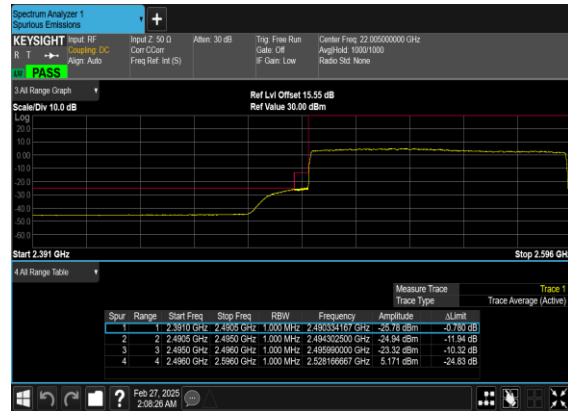 Spectrum Analyzer 1
Spurious Emissions
+
KEYSIGHT Input: RF Input Z: 50 Ω Atten: 30 dB Trig: Free Run Center Freq: 22.005000000 GHz
R T Coupling: DC Corr CCorr Gate: Off Avg|Hold: 1000/1000
Align: Auto Freq Ref: Int (S) IF Gain: Low Radio Std: None
PASS
3 All Range Graph
Ref Lvl Offset 15.55 dB
Scale/Div 10.0 dB Ref Value 30.00 dBm
Log
20.0
10.0
0.00
-10.0
-20.0
-30.0
-40.0
-50.0
-60.0
Start 2.391 GHz Stop 2.596 GHz
4 All Range Table
Measure Trace Trace 1
Trace Type Trace Average (Active)
Spur Range Start Freq Stop Freq RBW Frequency Amplitude ΔLimit
1 1 2.3910 GHz 2.4905 GHz 1.000 MHz 2.490334167 GHz -25.78 dBm -0.780 dB
2 2 2.4905 GHz 2.4950 GHz 1.000 MHz 2.494302500 GHz -24.94 dBm -11.94 dB
3 3 2.4950 GHz 2.4960 GHz 1.000 MHz 2.495990000 GHz -23.32 dBm -10.32 dB
4 4 2.4960 GHz 2.5960 GHz 1.000 MHz 2.528166667 GHz 5.171 dBm -24.83 dB
? Feb 27, 2025
2:08:26 AM